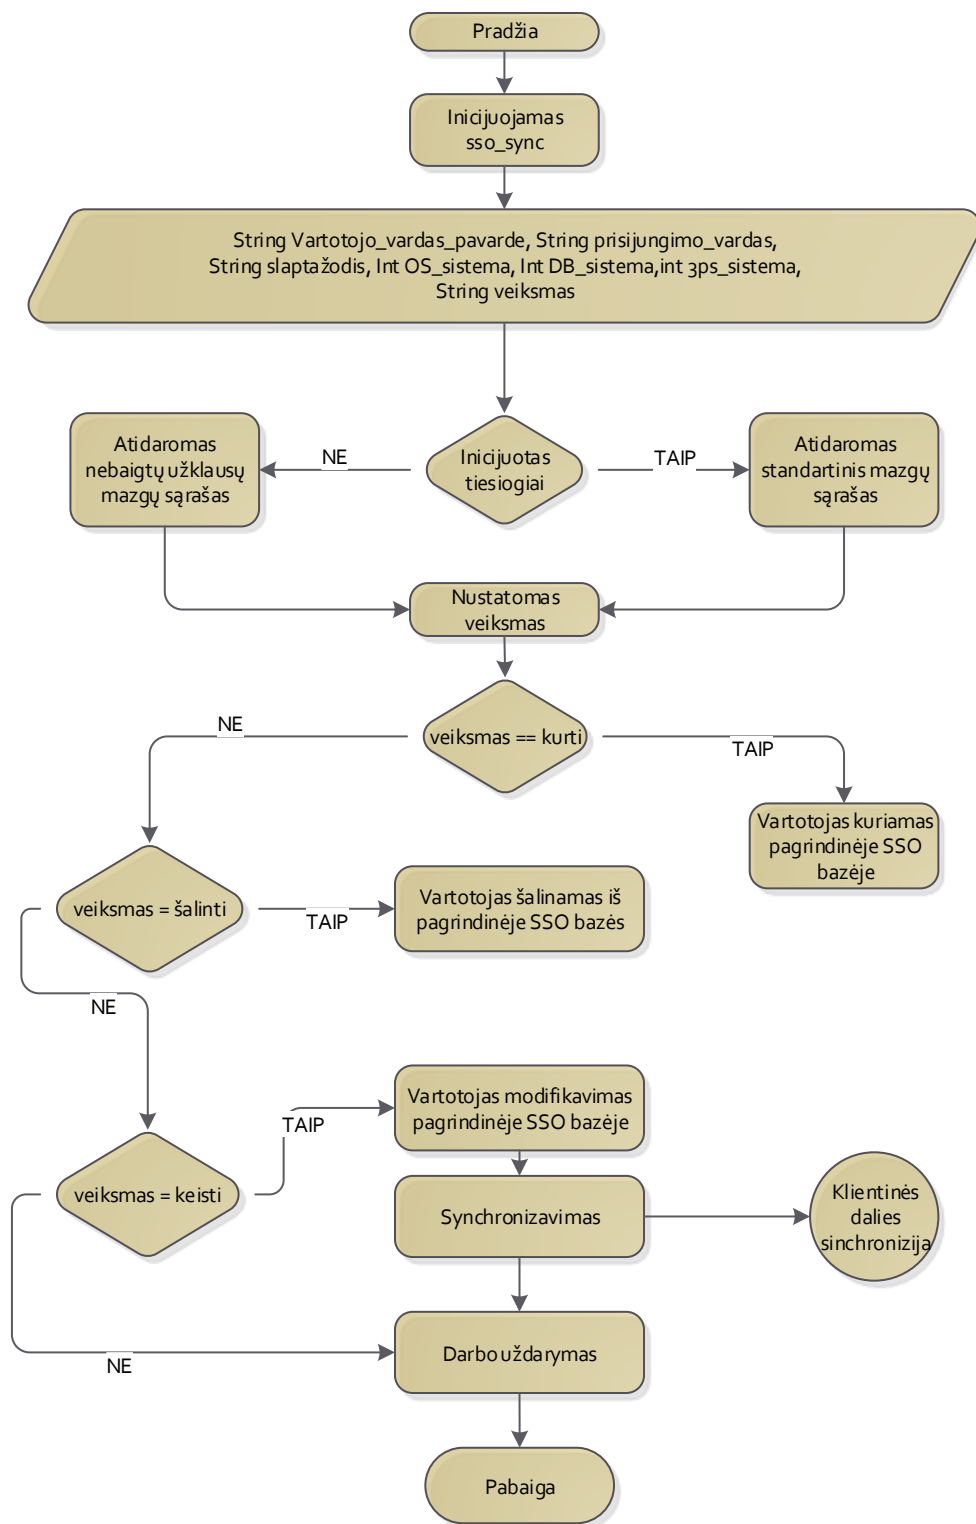 Pradžia
Inicijuojamas
sso_sync
String Vartotojo_vardas_pavarde, String prisijungimo_vardas,
String slaptažodis, Int OS_sistema, Int DB_sistema,int 3ps_sistema,
String veiksmas
Atidaromas
nebaigtų užklausų
mazgų sąrašas
NE
Inicijuotas
tiesiogiai
TAIP
Atidaromas
standartinis mazgų
sąrašas
Nustatomas
veiksmas
NE
veiksmas == kurti
TAIP
Vartotojas kuriamas
pagrindinėje SSO
bazėje
veiksmas = šalinti
TAIP
Vartotojas šalinamas iš
pagrindinėje SSO bazės
NE
Vartotojas modifikavimas
pagrindinėje SSO bazėje
TAIP
veiksmas = keisti
Synchronizavimas
Klientinės
dalies
sinchronizija
Darbo uždarymas
NE
Pabaiga